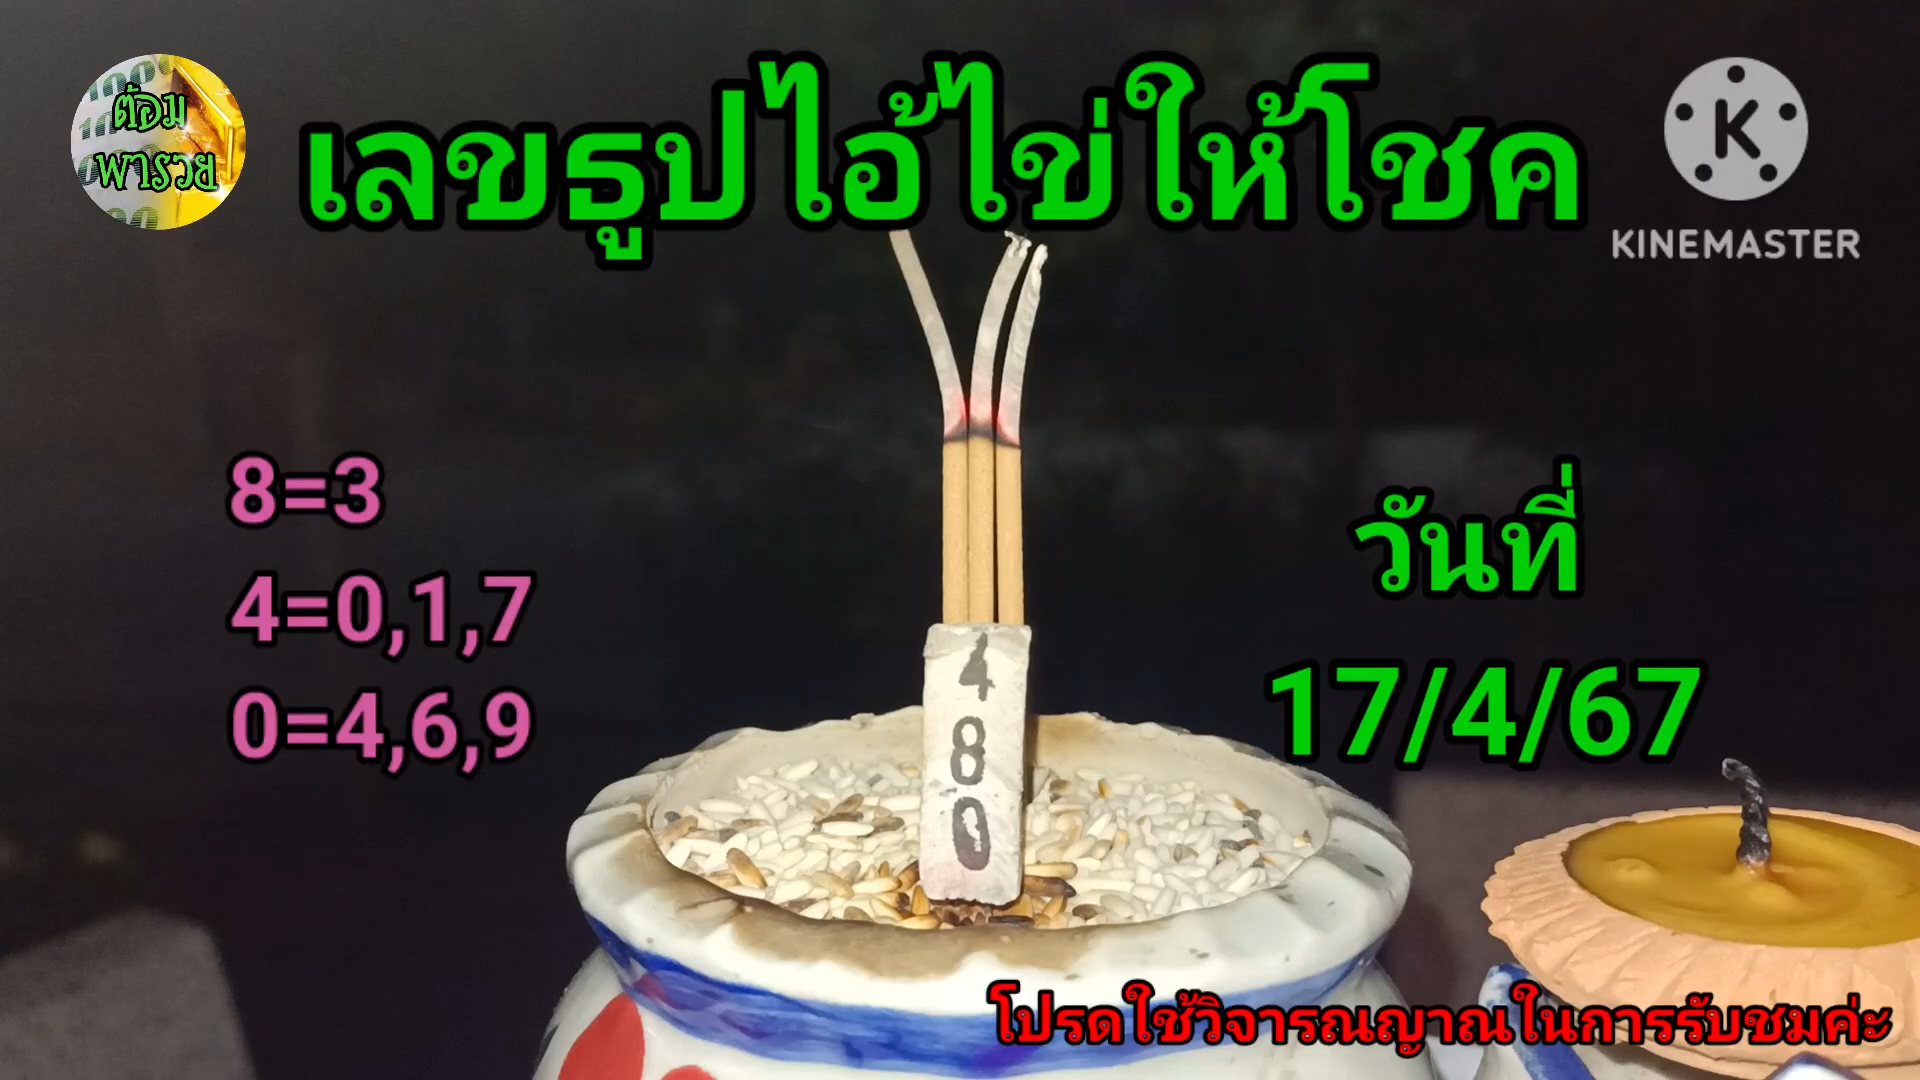 ต้อม
พารวย
เลขธูปไอ้ไข่ให้โชค
K
KINEMASTER
8=3
4=0,1,7
0=4,6,9
วันที่
17/4/67
4
8
0
โปรดใช้วิจารณญาณในการรับชมค่ะ